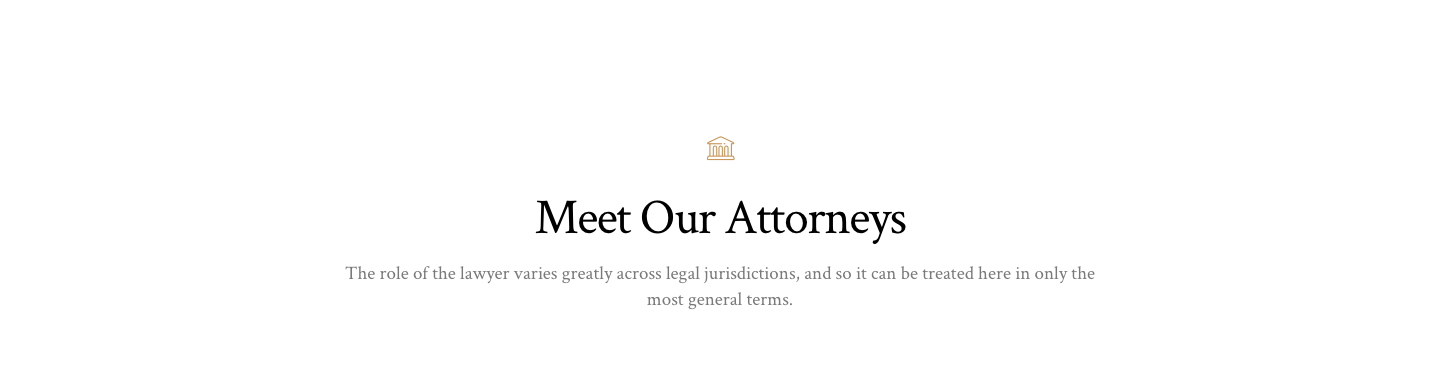 Meet Our Attorneys
The role of the lawyer varies greatly across legal jurisdictions, and so it can be treated here in only the
most general terms.